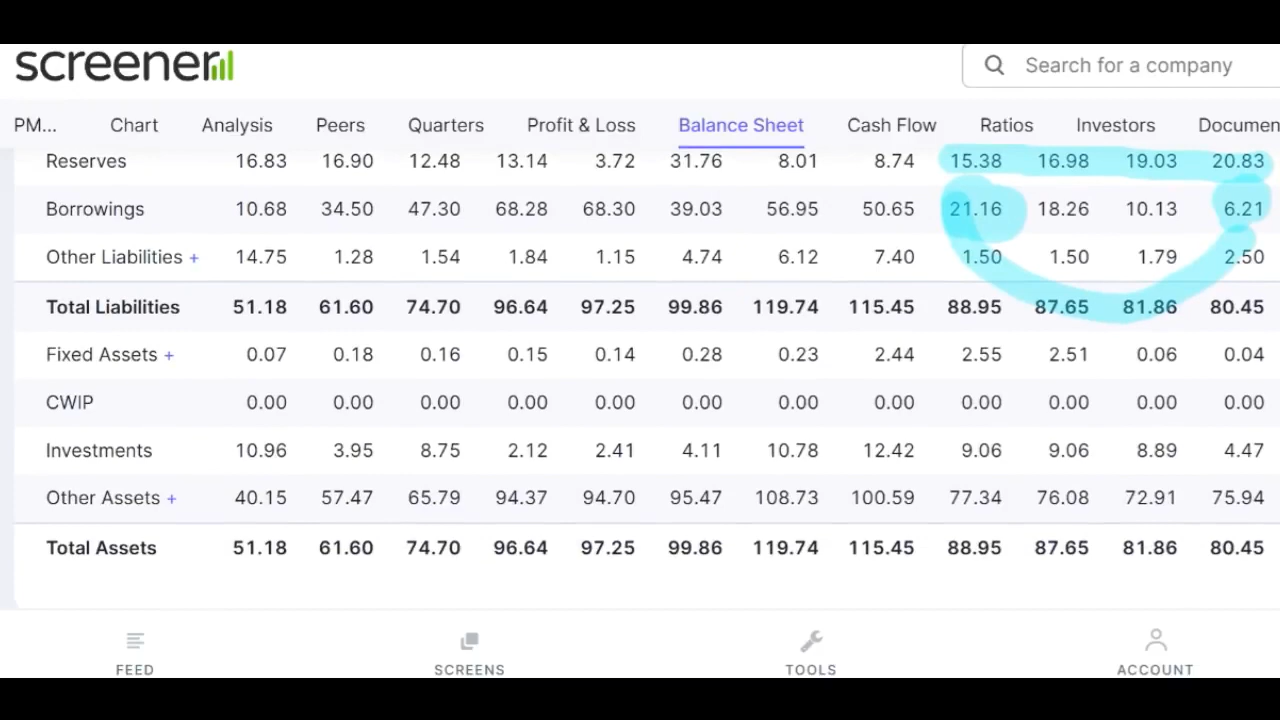 screener
Search for a company
PM... Chart Analysis Peers Quarters Profit & Loss Balance Sheet Cash Flow Ratios Investors Documen
Reserves 16.83 16.90 12.48 13.14 3.72 31.76 8.01 8.74 15.38 16.98 19.03 20.83
Borrowings 10.68 34.50 47.30 68.28 68.30 39.03 56.95 50.65 21.16 18.26 10.13 6.21
Other Liabilities + 14.75 1.28 1.54 1.84 1.15 4.74 6.12 7.40 1.50 1.50 1.79 2.50
Total Liabilities 51.18 61.60 74.70 96.64 97.25 99.86 119.74 115.45 88.95 87.65 81.86 80.45
Fixed Assets + 0.07 0.18 0.16 0.15 0.14 0.28 0.23 2.44 2.55 2.51 0.06 0.04
CWIP 0.00 0.00 0.00 0.00 0.00 0.00 0.00 0.00 0.00 0.00 0.00 0.00
Investments 10.96 3.95 8.75 2.12 2.41 4.11 10.78 12.42 9.06 9.06 8.89 4.47
Other Assets + 40.15 57.47 65.79 94.37 94.70 95.47 108.73 100.59 77.34 76.08 72.91 75.94
Total Assets 51.18 61.60 74.70 96.64 97.25 99.86 119.74 115.45 88.95 87.65 81.86 80.45
FEED SCREENS TOOLS ACCOUNT